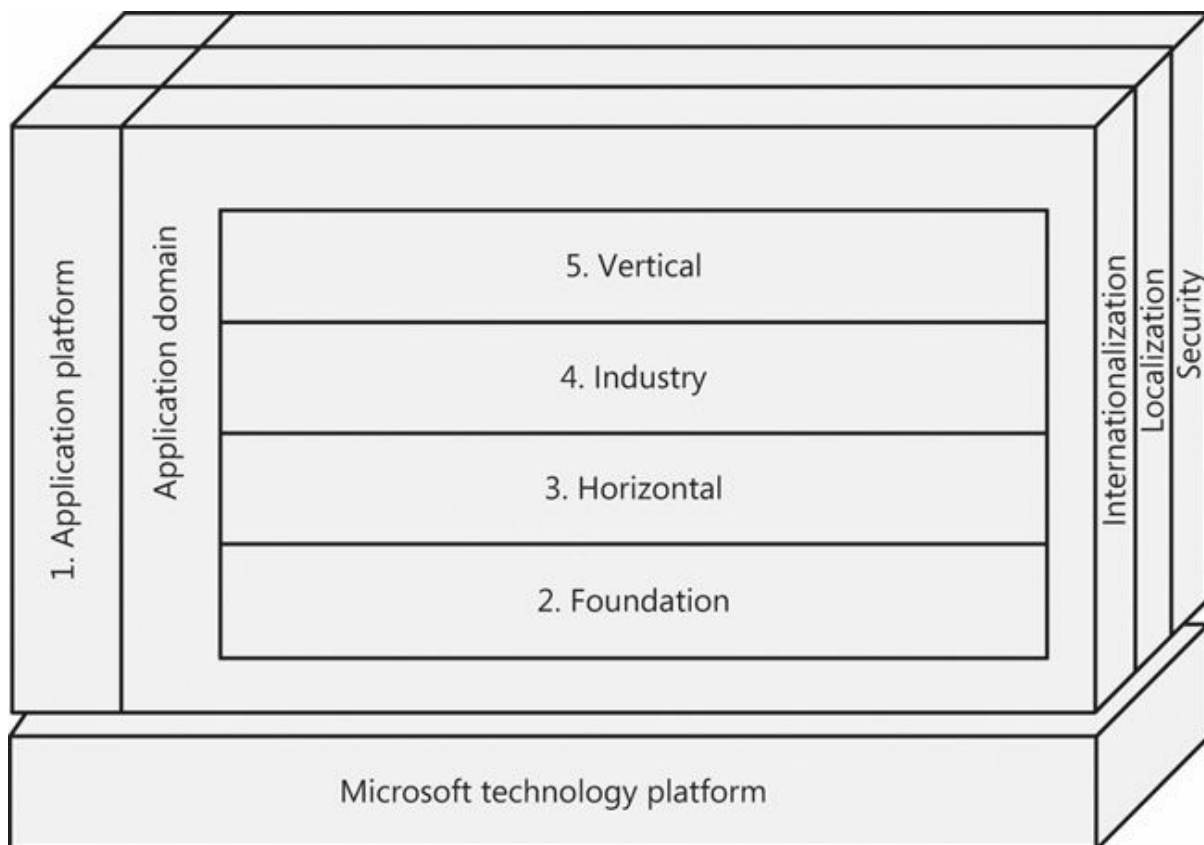 1. Application platform
Application domain
5. Vertical
4. Industry
3. Horizontal
2. Foundation
Internationalization
Localization
Security
Microsoft technology platform